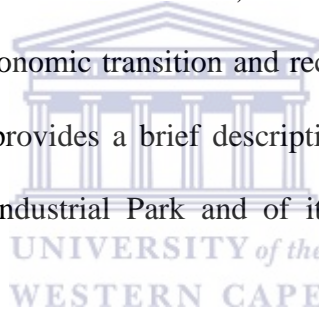 onomic transition and rec
provides a brief descripti
ndustrial Park and of it
UNIVERSITY of the
WESTERN CAPE